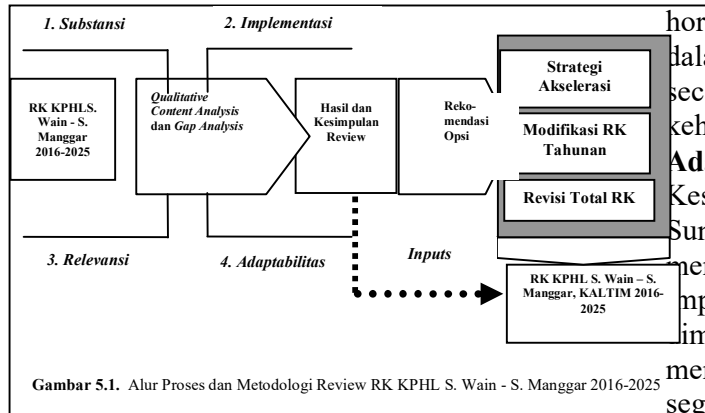 1. Substansi
2. Implementasi
RK KPHLS.
Wain - S.
Manggar
2016-2025
Qualitative
Content Analysis
dan Gap Analysis
Hasil dan
Kesimpulan
Review
Reko-
mendasi
Opsi
Strategi
Akselerasi
Modifikasi RK
Tahunan
Revisi Total RK
3. Relevansi
4. Adaptabilitas
Inputs
RK KPHL S. Wain – S.
Manggar, KALTIM 2016-
2025
Gambar 5.1. Alur Proses dan Metodologi Review RK KPHL S. Wain - S. Manggar 2016-2025
hor
dala
sec
keh
Ad
Kes
Sun
men
mp
im
men
seg